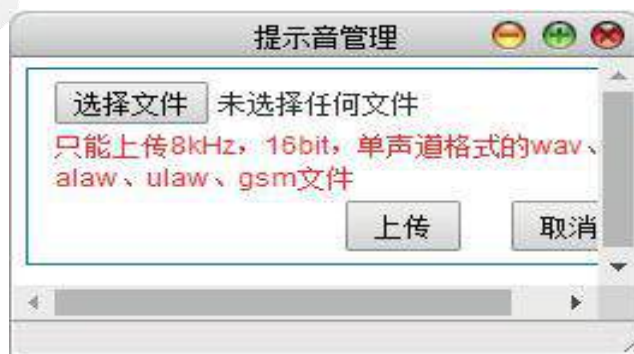 提示音管理
选择文件 未选择任何文件
只能上传8kHz，16bit，单声道格式的wav、
alaw、ulaw、gsm文件
上传 取消